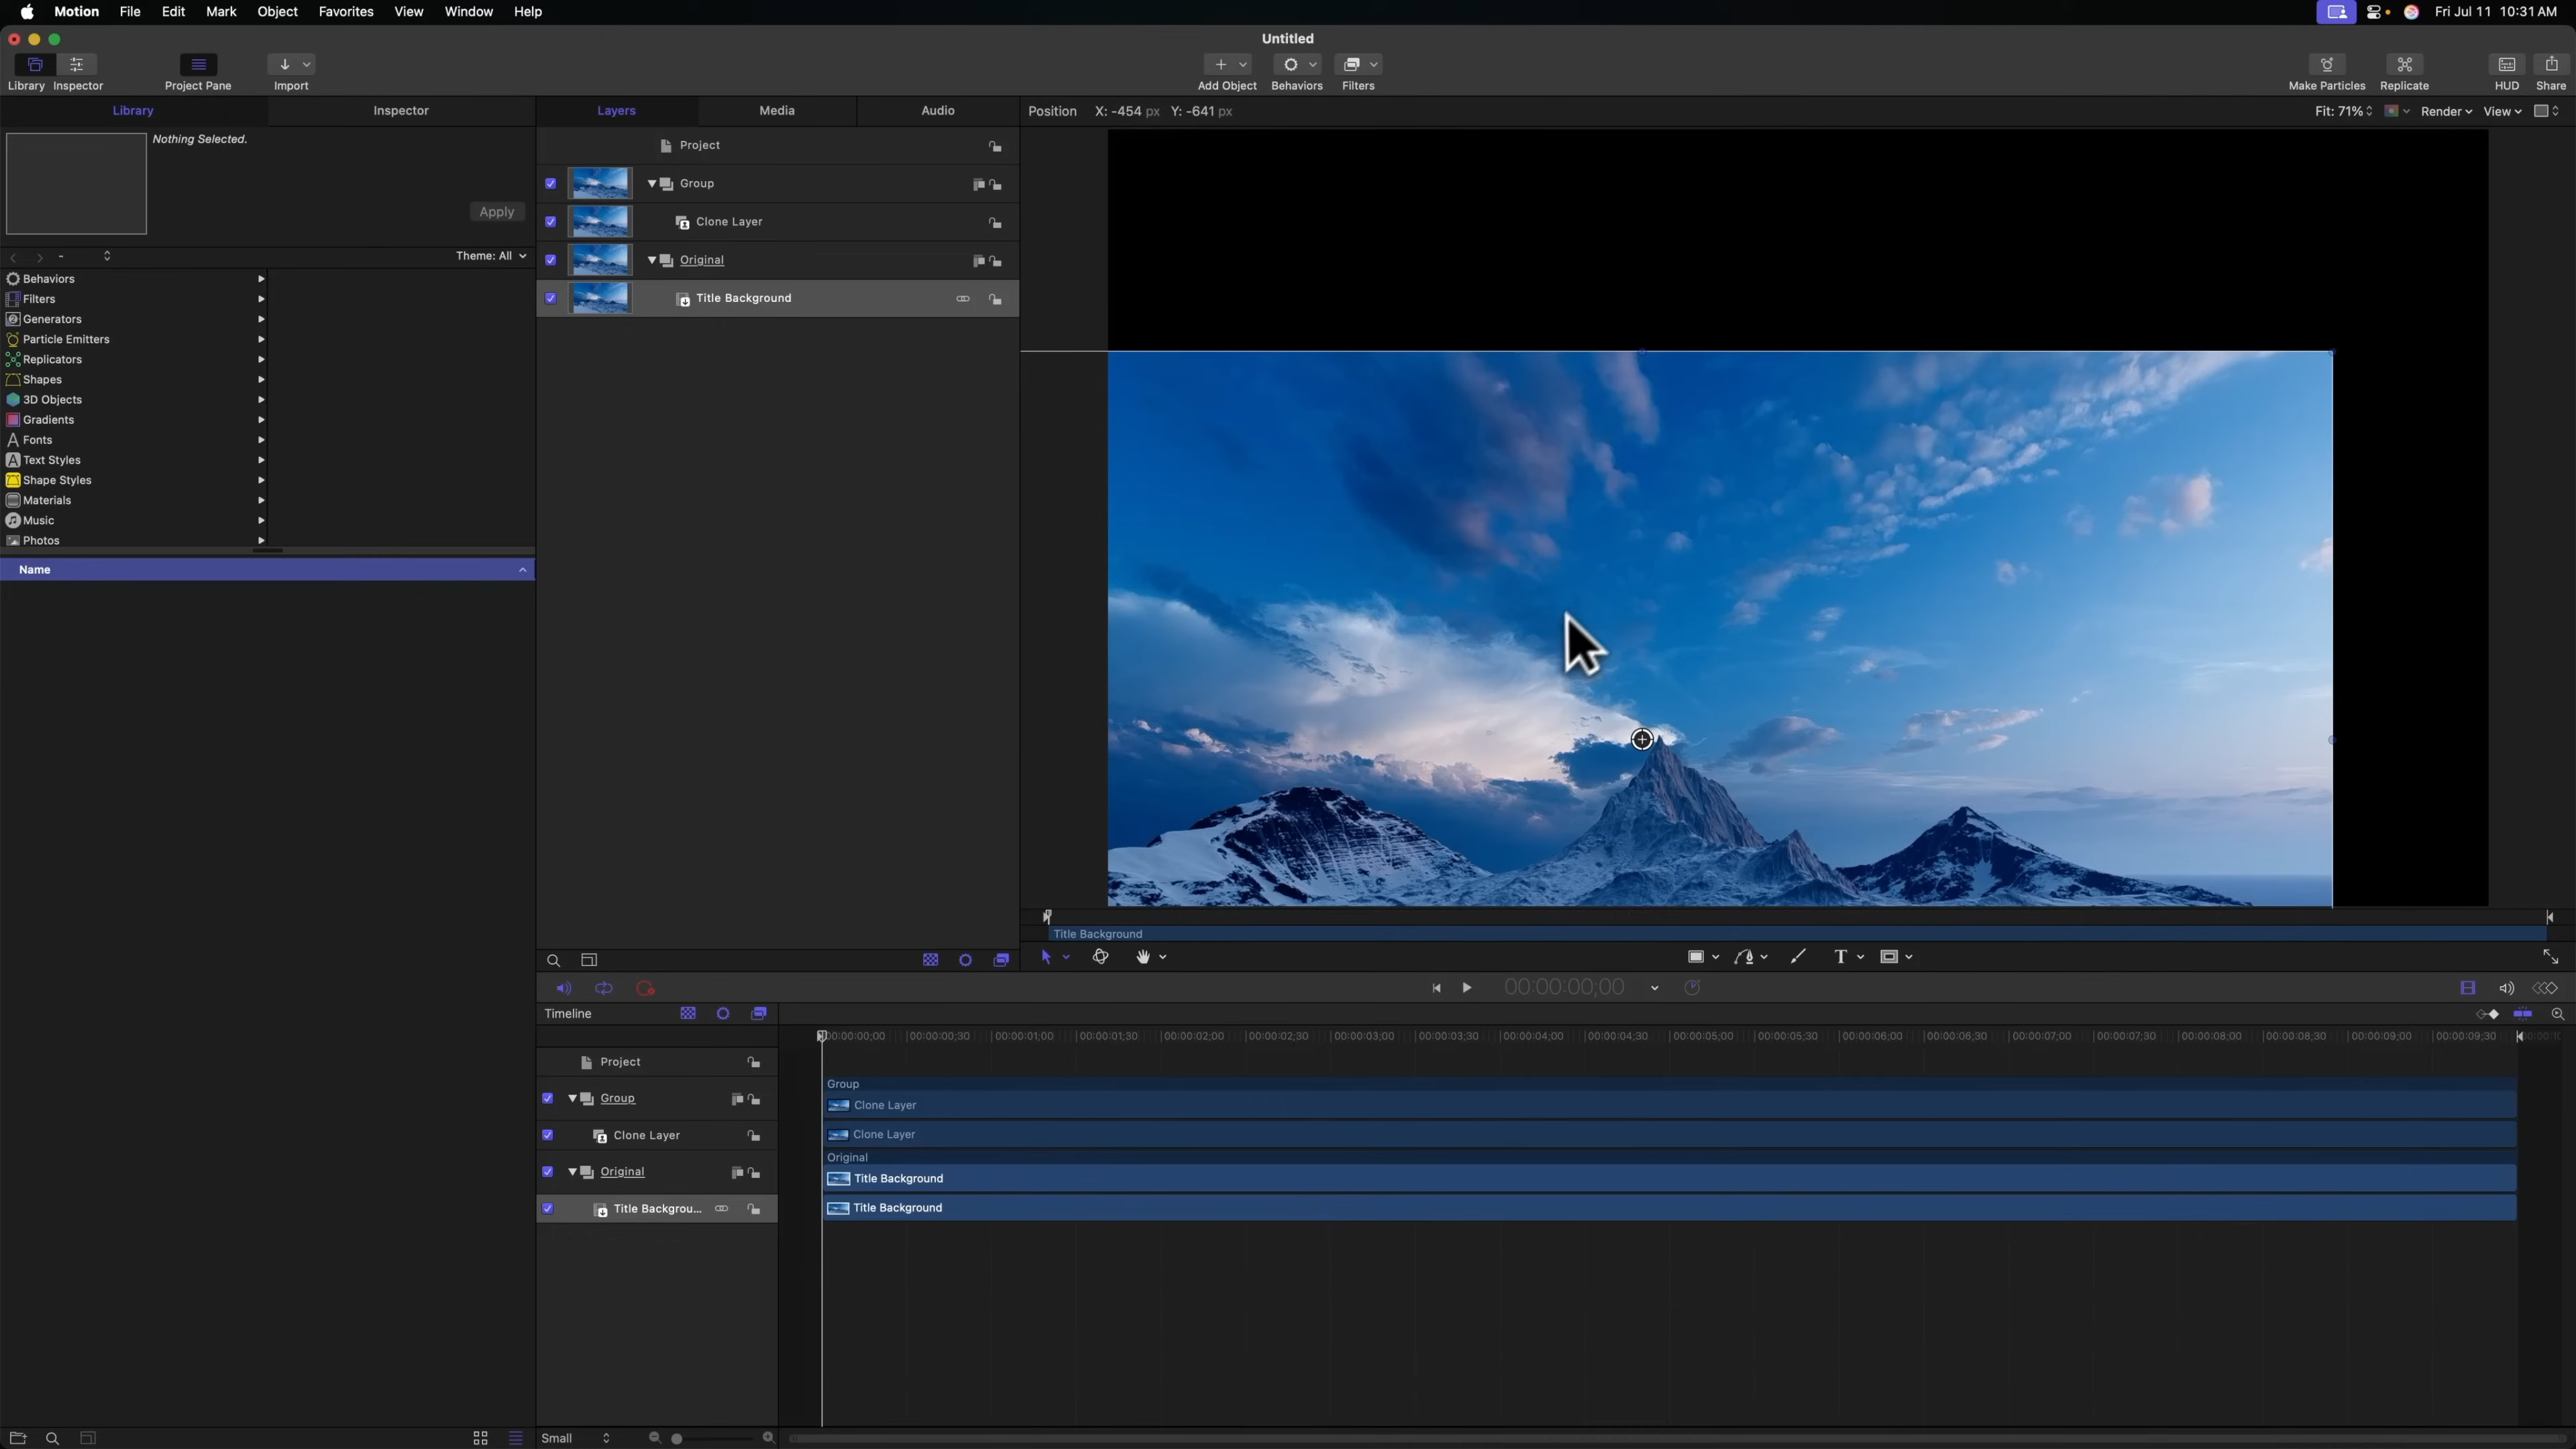 Motion File Edit Mark Object Favorites View Window Help Fri Jul 11 10:31 AM
Untitled
Library Inspector Project Pane Import Add Object Behaviors Filters Make Particles Replicate HUD Share
Library Inspector Layers Media Audio Position X: -454 px Y: -641 px Fit: 71% Render View
Nothing Selected.
Apply
Theme: All
Behaviors
Filters
Generators
Particle Emitters
Replicators
Shapes
3D Objects
Gradients
Fonts
Text Styles
Shape Styles
Materials
Music
Photos
Name
Project
Group
Clone Layer
Original
Title Background
Title Background
T
00:00:00;00
Timeline
00:00:00;00 00:00:00;30 00:00:01;00 00:00:01;30 00:00:02;00 00:00:02;30 00:00:03;00 00:00:03;30 00:00:04;00 00:00:04;30 00:00:05;00 00:00:05;30 00:00:06;00 00:00:06;30 00:00:07;00 00:00:07;30 00:00:08;00 00:00:08;30 00:00:09;00 00:00:09;30
Project
Group
Clone Layer
Original
Title Backgrou...
Group
Clone Layer
Clone Layer
Original
Title Background
Title Background
Small